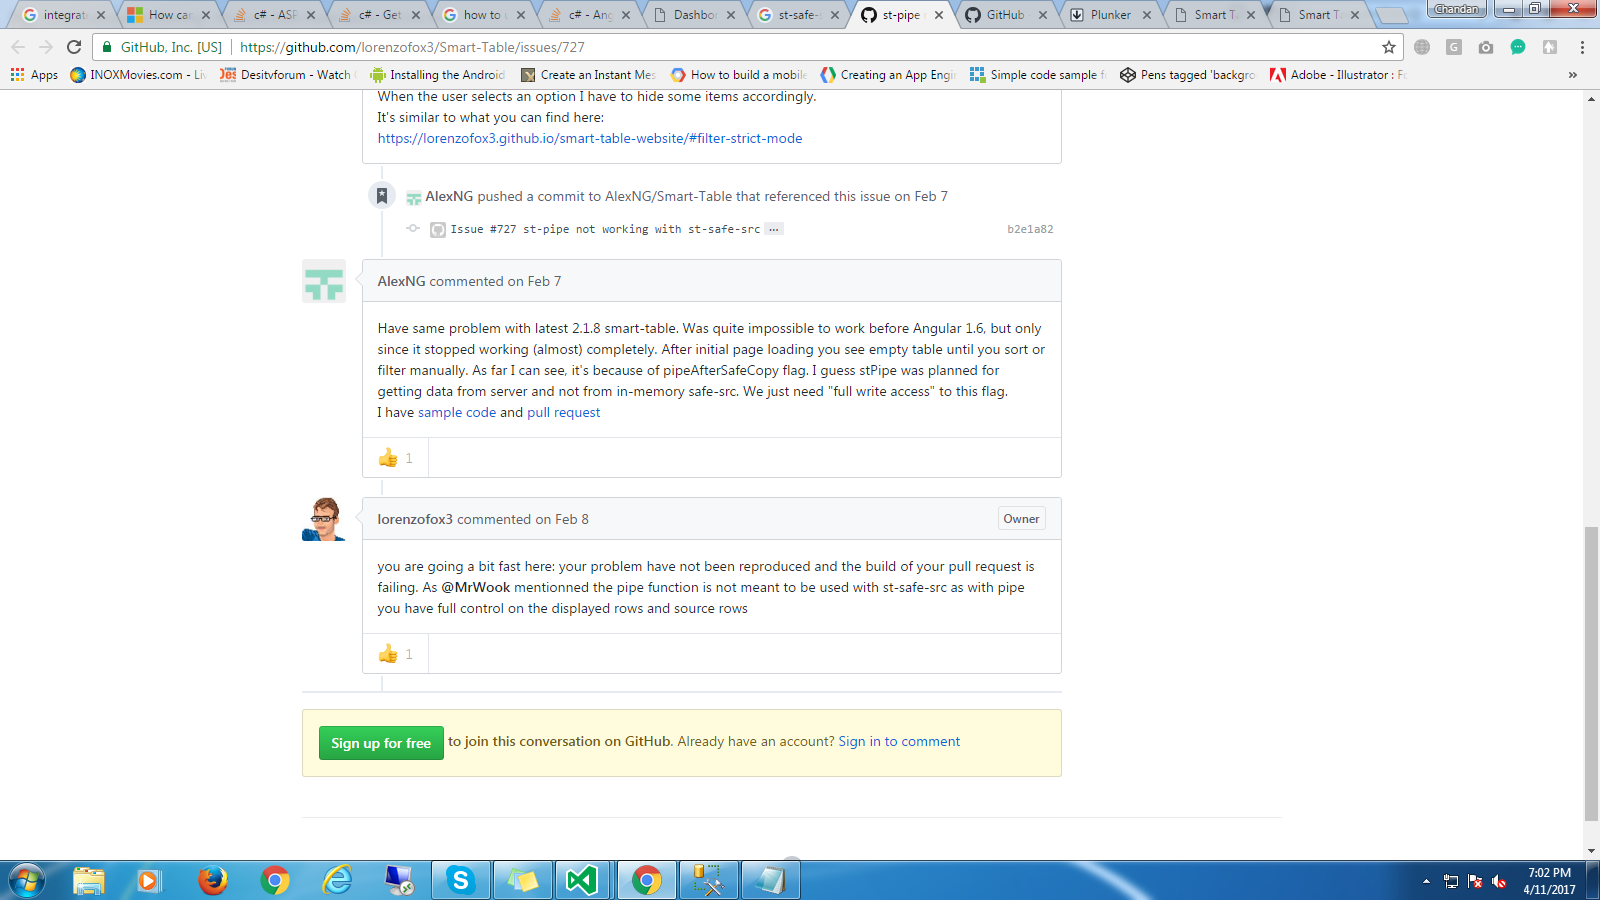 integrate
How can
c# - ASP
c# - Get
how to u
c# - Ang
Dashbo
st-safe-s
st-pipe
GitHub
Plunker
Smart T
Smart T
Chandan
GitHub, Inc. [US]
https://github.com/lorenzofox3/Smart-Table/issues/727
Apps
INOXMovies.com - Liv
Desitvforum - Watch
Installing the Android
Create an Instant Mes
How to build a mobile
Creating an App Engi
Simple code sample f
Pens tagged 'backgro
Adobe - Illustrator : Fo
»
When the user selects an option I have to hide some items accordingly.
It's similar to what you can find here:
https://lorenzofox3.github.io/smart-table-website/#filter-strict-mode
AlexNG pushed a commit to AlexNG/Smart-Table that referenced this issue on Feb 7
Issue #727 st-pipe not working with st-safe-src … b2e1a82
AlexNG commented on Feb 7
Have same problem with latest 2.1.8 smart-table. Was quite impossible to work before Angular 1.6, but only
since it stopped working (almost) completely. After initial page loading you see empty table until you sort or
filter manually. As far I can see, it's because of pipeAfterSafeCopy flag. I guess stPipe was planned for
getting data from server and not from in-memory safe-src. We just need "full write access" to this flag.
I have sample code and pull request
1
lorenzofox3 commented on Feb 8
Owner
you are going a bit fast here: your problem have not been reproduced and the build of your pull request is
failing. As @MrWook mentionned the pipe function is not meant to be used with st-safe-src as with pipe
you have full control on the displayed rows and source rows
1
Sign up for free to join this conversation on GitHub. Already have an account? Sign in to comment
7:02 PM
4/11/2017